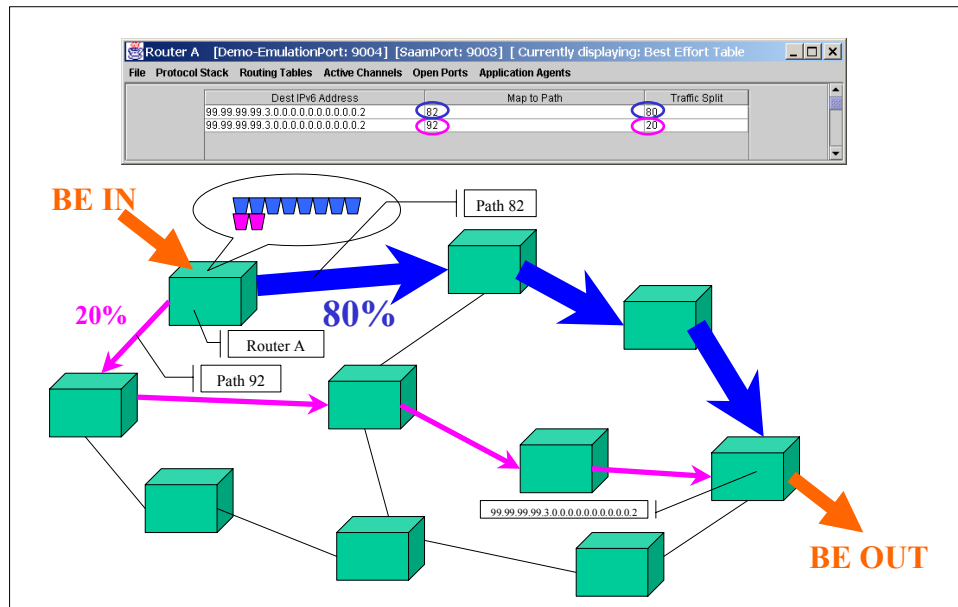 Router A [Demo-EmulationPort: 9004] [SaamPort: 9003] [ Currently displaying: Best Effort Table
File Protocol Stack Routing Tables Active Channels Open Ports Application Agents
Dest IPv6 Address Map to Path Traffic Split
99.99.99.99.3.0.0.0.0.0.0.0.0.0.0.2 82 80
99.99.99.99.3.0.0.0.0.0.0.0.0.0.0.2 92 20
BE IN
Path 82
20%
80%
Router A
Path 92
99.99.99.99.3.0.0.0.0.0.0.0.0.0.0.2
BE OUT